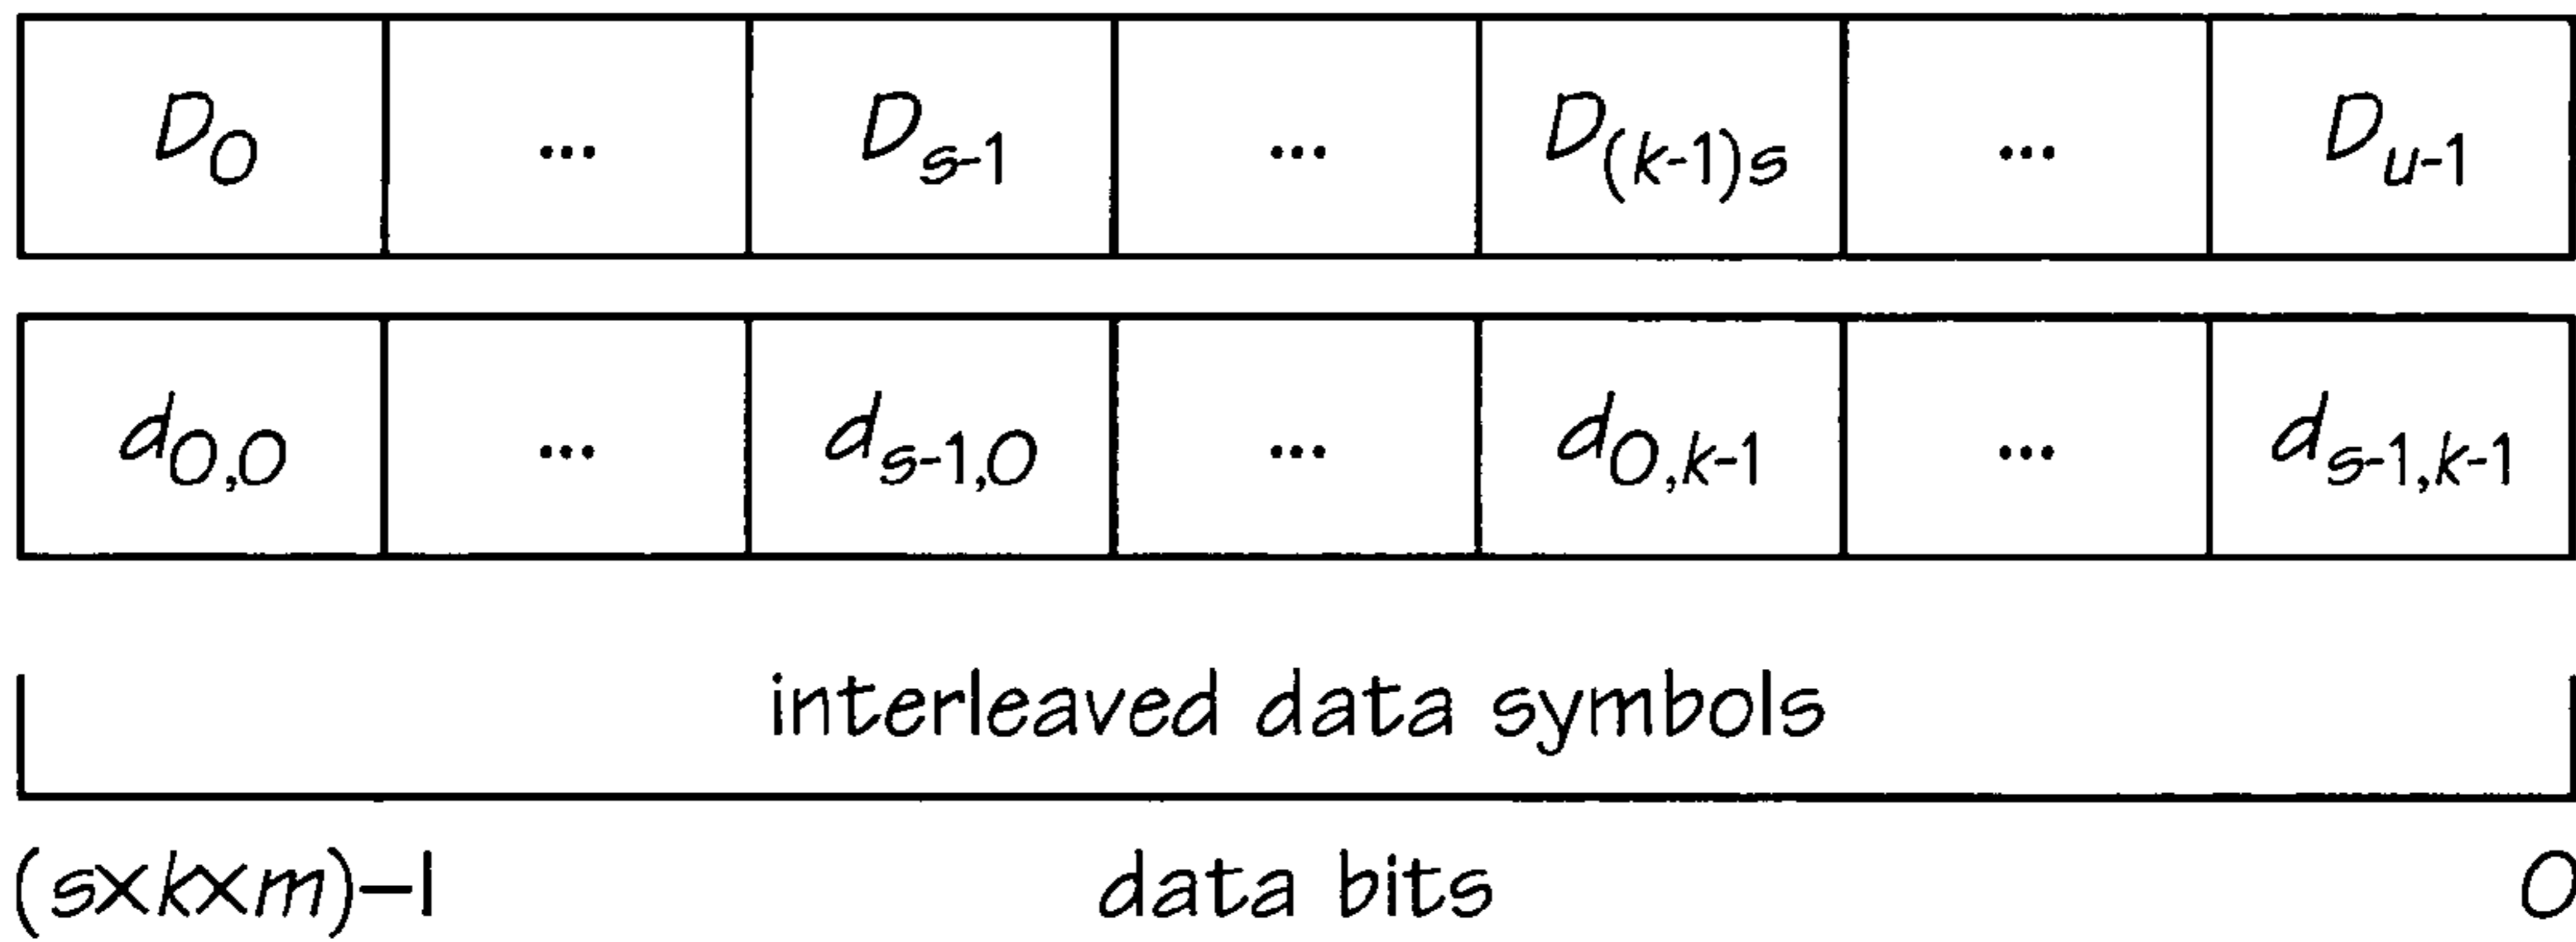 D₀ ... Dₛ₋₁ ... D₍ₖ₋₁₎ₛ ... Dᵤ₋₁
d₀,₀ ... dₛ₋₁,₀ ... d₀,ₖ₋₁ ... dₛ₋₁,ₖ₋₁
interleaved data symbols
(s×k×m)–1 data bits 0